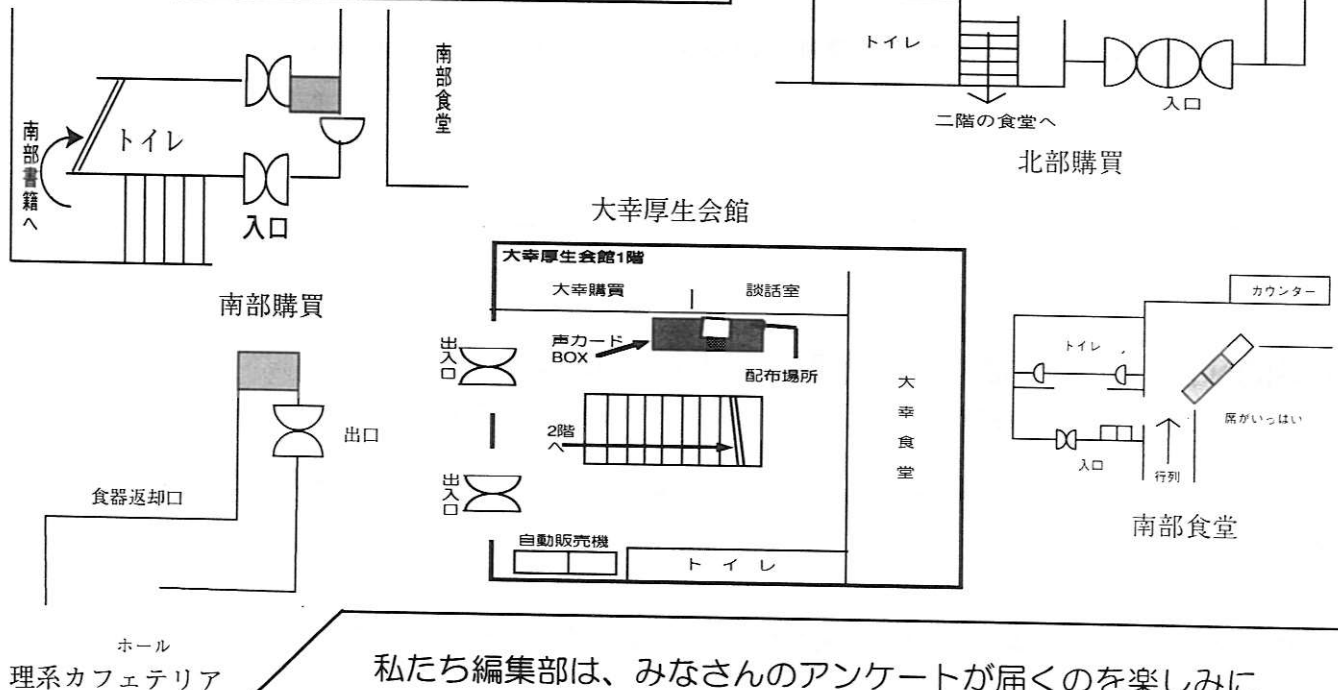 南部書籍へ
トイレ
入口
南部購買
南部食堂
トイレ
二階の食堂へ
入口
北部購買
大幸厚生会館
大幸厚生会館1階
大幸購買
談話室
声カード
BOX
配布場所
出入口
2階
へ
出入口
自動販売機
トイレ
大幸食堂
出口
食器返却口
ホール
理系カフェテリア
カウンター
トイレ
席がいっぱい
入口
行列
南部食堂
私たち編集部は、みなさんのアンケートが届くのを楽しみに